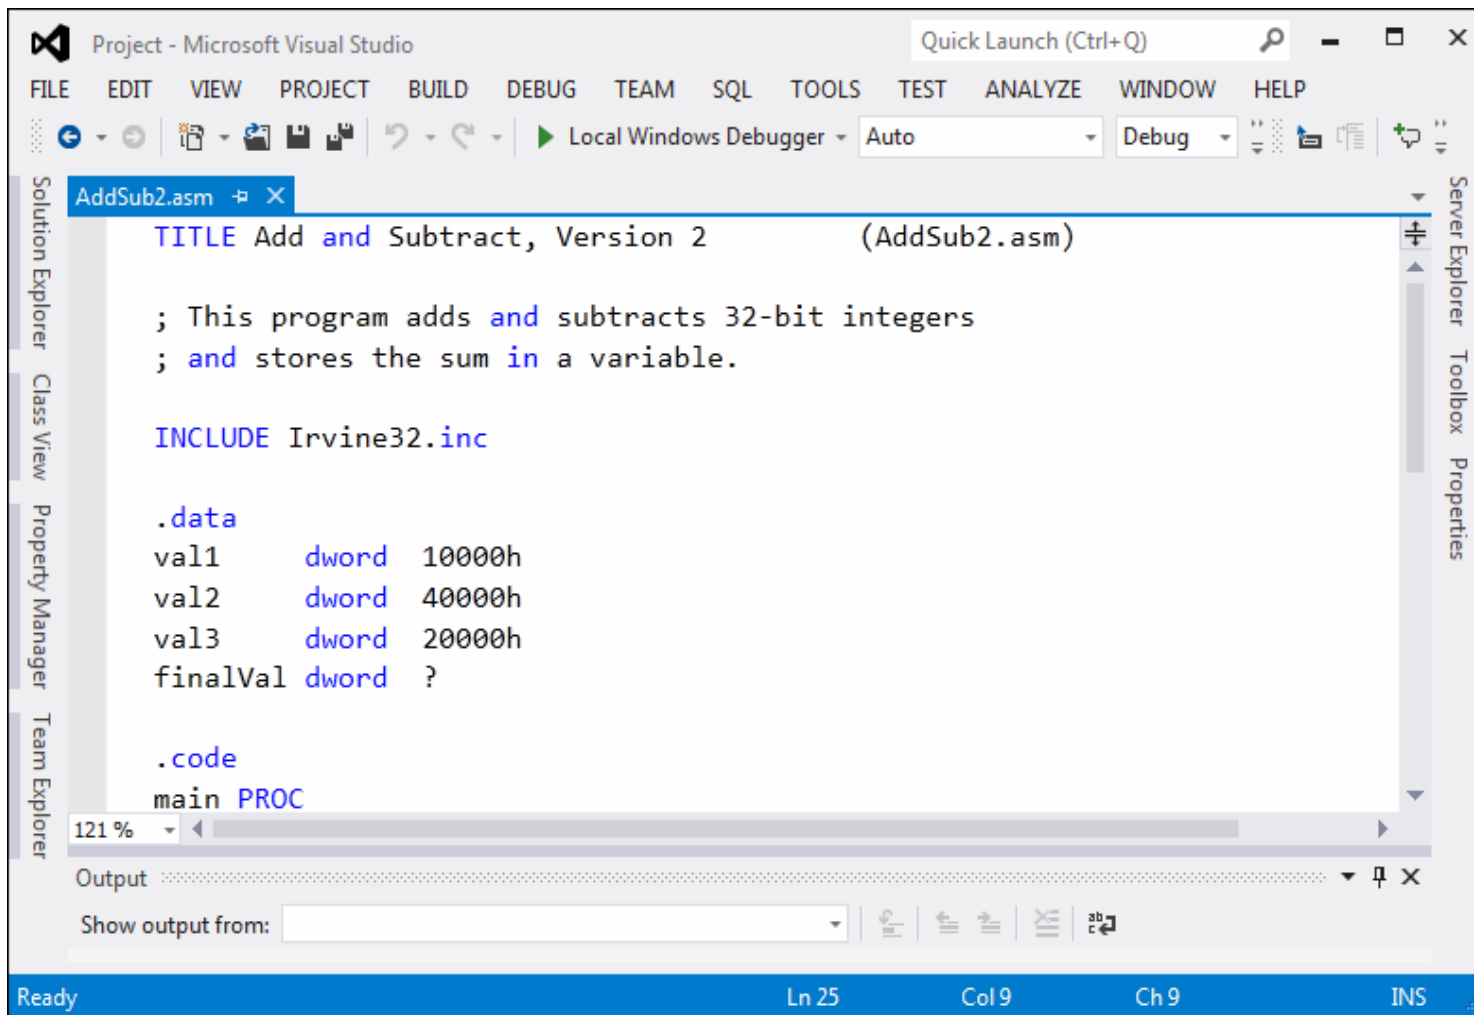 Project - Microsoft Visual Studio
Quick Launch (Ctrl+Q)
FILE EDIT VIEW PROJECT BUILD DEBUG TEAM SQL TOOLS TEST ANALYZE WINDOW HELP
Local Windows Debugger Auto Debug
Solution Explorer
Class View
Property Manager
Team Explorer
AddSub2.asm
TITLE Add and Subtract, Version 2 (AddSub2.asm)
; This program adds and subtracts 32-bit integers
; and stores the sum in a variable.
INCLUDE Irvine32.inc
.data
val1 dword 10000h
val2 dword 40000h
val3 dword 20000h
finalVal dword ?
.code
main PROC
121 %
Server Explorer
Toolbox
Properties
Output
Show output from:
Ready Ln 25 Col 9 Ch 9 INS